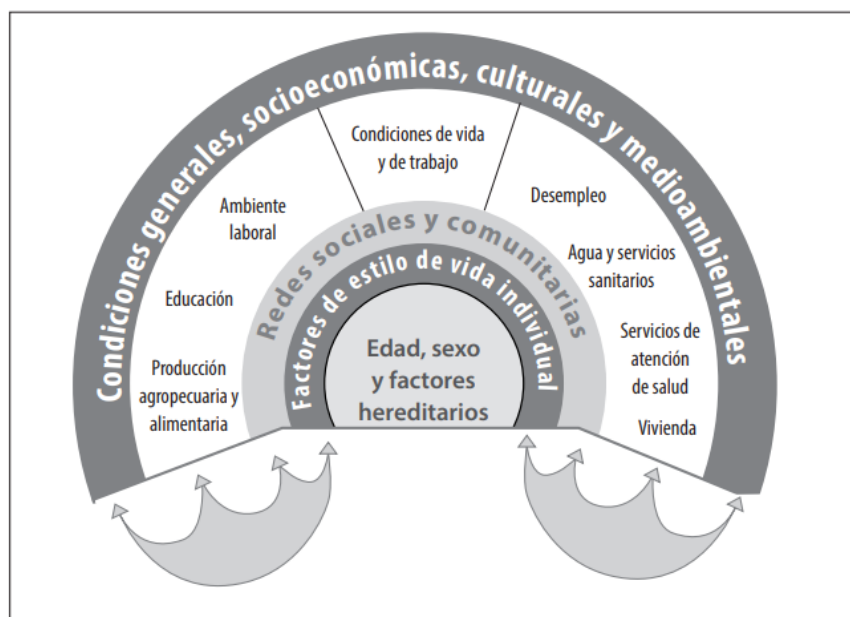 Condiciones generales, socioeconómicas, culturales y medioambientales
Condiciones de vida
y de trabajo
Ambiente
laboral
Educación
Producción
agropecuaria y
alimentaria
Desempleo
Agua y servicios
sanitarios
Servicios de
atención
de salud
Vivienda
Redes sociales y comunitarias
Factores de estilo de vida individual
Edad, sexo
y factores
hereditarios